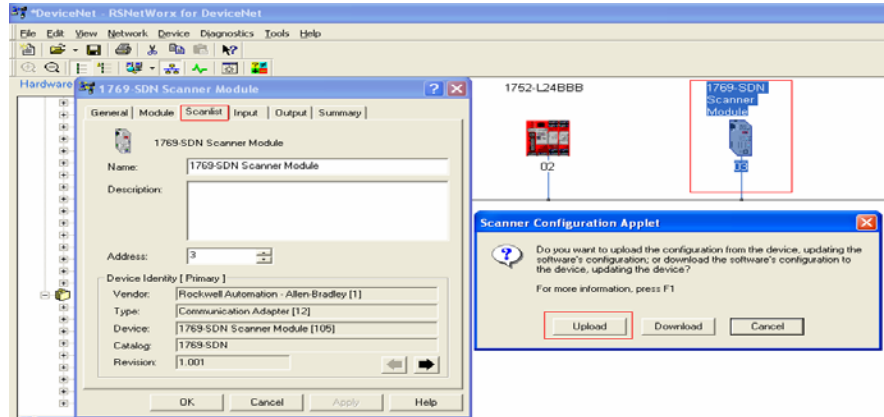 *DeviceNet - RSNetWorx for DeviceNet
File Edit View Network Device Diagnostics Tools Help
Hardware
1769-SDN Scanner Module
General Module Scanlist Input Output Summary
1769-SDN Scanner Module
Name: 1769-SDN Scanner Module
Description:
Address: 3
Device Identity [ Primary ]
Vendor: Rockwell Automation - Allen-Bradley [1]
Type: Communication Adapter [12]
Device: 1769-SDN Scanner Module [105]
Catalog: 1769-SDN
Revision: 1.001
OK Cancel Apply Help
1752-L24BBB
02
1769-SDN
Scanner
Module
03
Scanner Configuration Applet
Do you want to upload the configuration from the device, updating the
software's configuration; or download the software's configuration to
the device, updating the device?
For more information, press F1
Upload Download Cancel